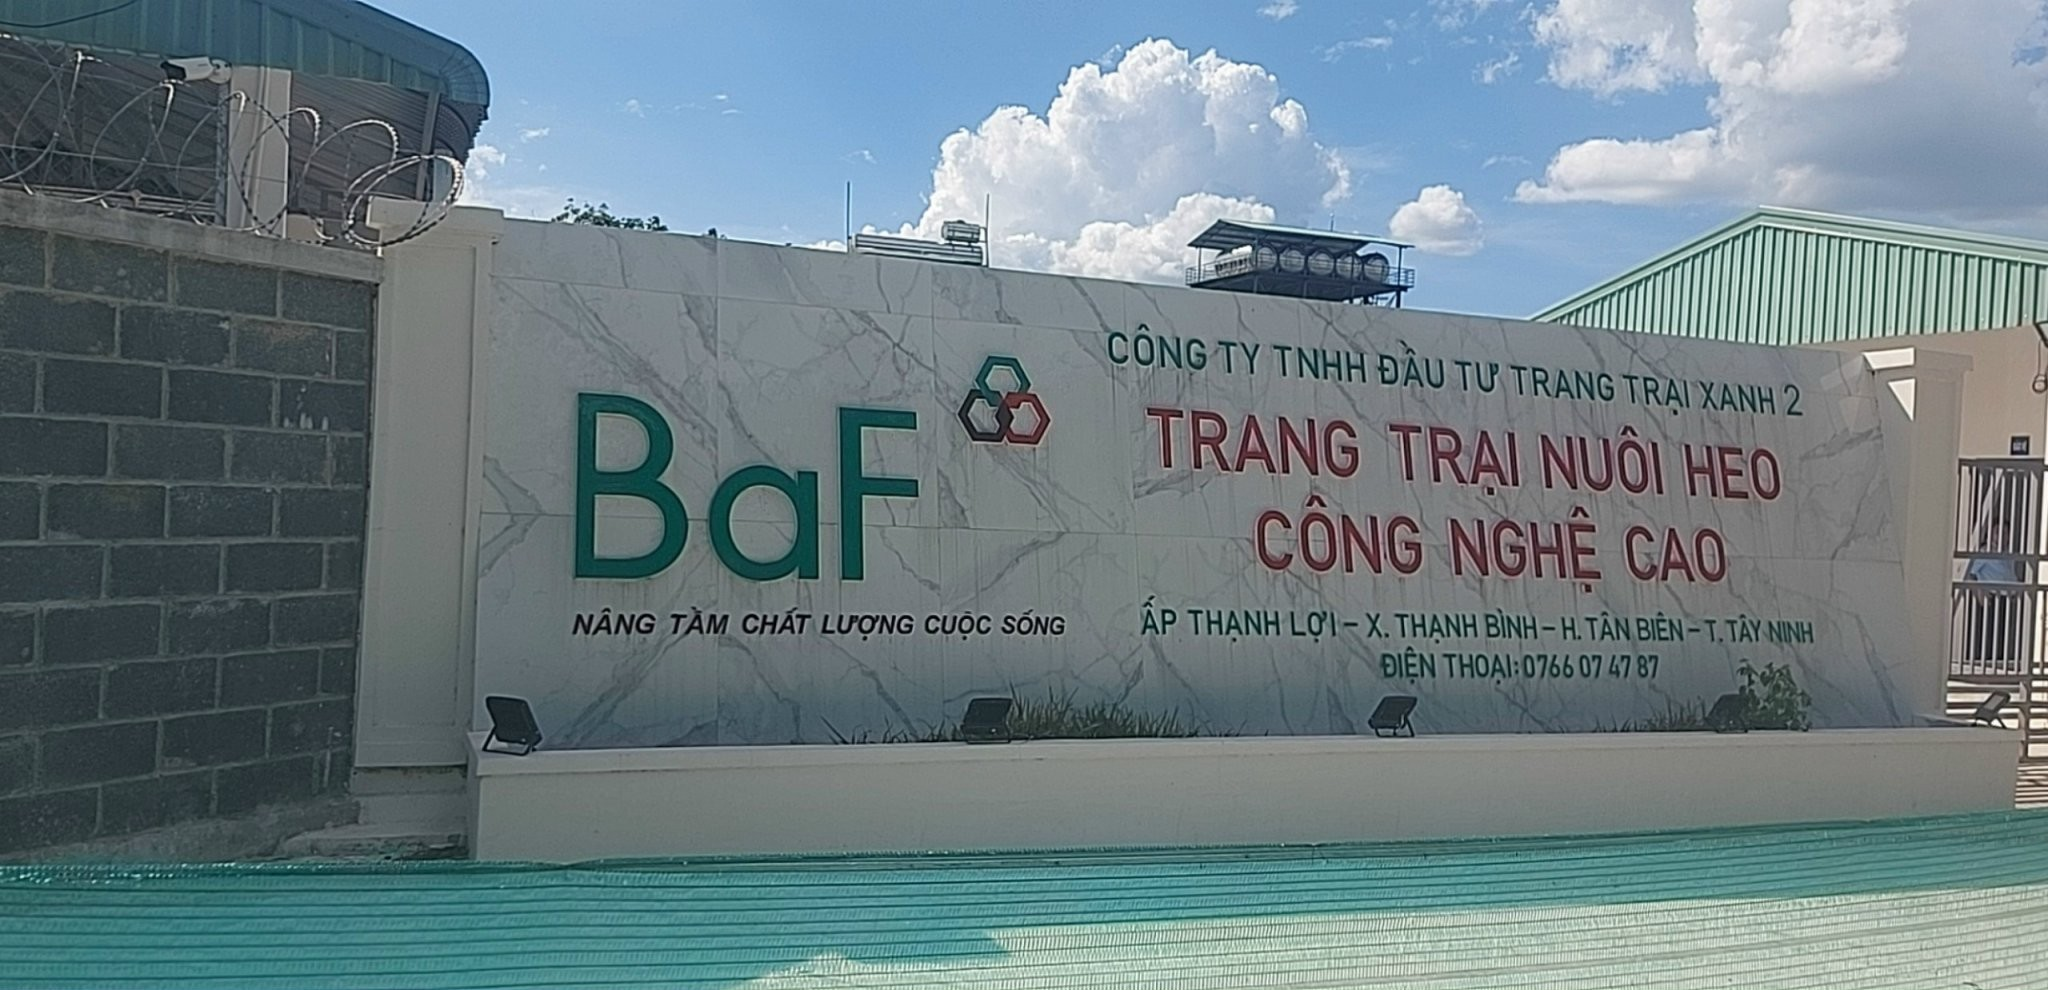 BaF
NÂNG TẦM CHẤT LƯỢNG CUỘC SỐNG
CÔNG TY TNHH ĐẦU TƯ TRANG TRẠI XANH 2
TRANG TRẠI NUÔI HEO
CÔNG NGHỆ CAO
ẤP THẠNH LỢI – X. THẠNH BÌNH – H. TÂN BIÊN – T. TÂY NINH
ĐIỆN THOẠI: 0766 07 47 87